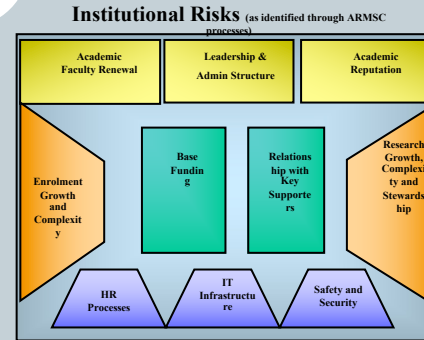 Institutional Risks (as identified through ARMSC
processes)
Academic
Faculty Renewal
Leadership &
Admin Structure
Academic
Reputation
Enrolment
Growth
and
Complexit
y
Base
Fundin
g
Relations
hip with
Key
Supporte
rs
Research
Growth,
Complexi
ty and
Stewards
hip
HR
Processes
IT
Infrastructu
re
Safety and
Security